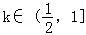 k∈ (1/2, 1]